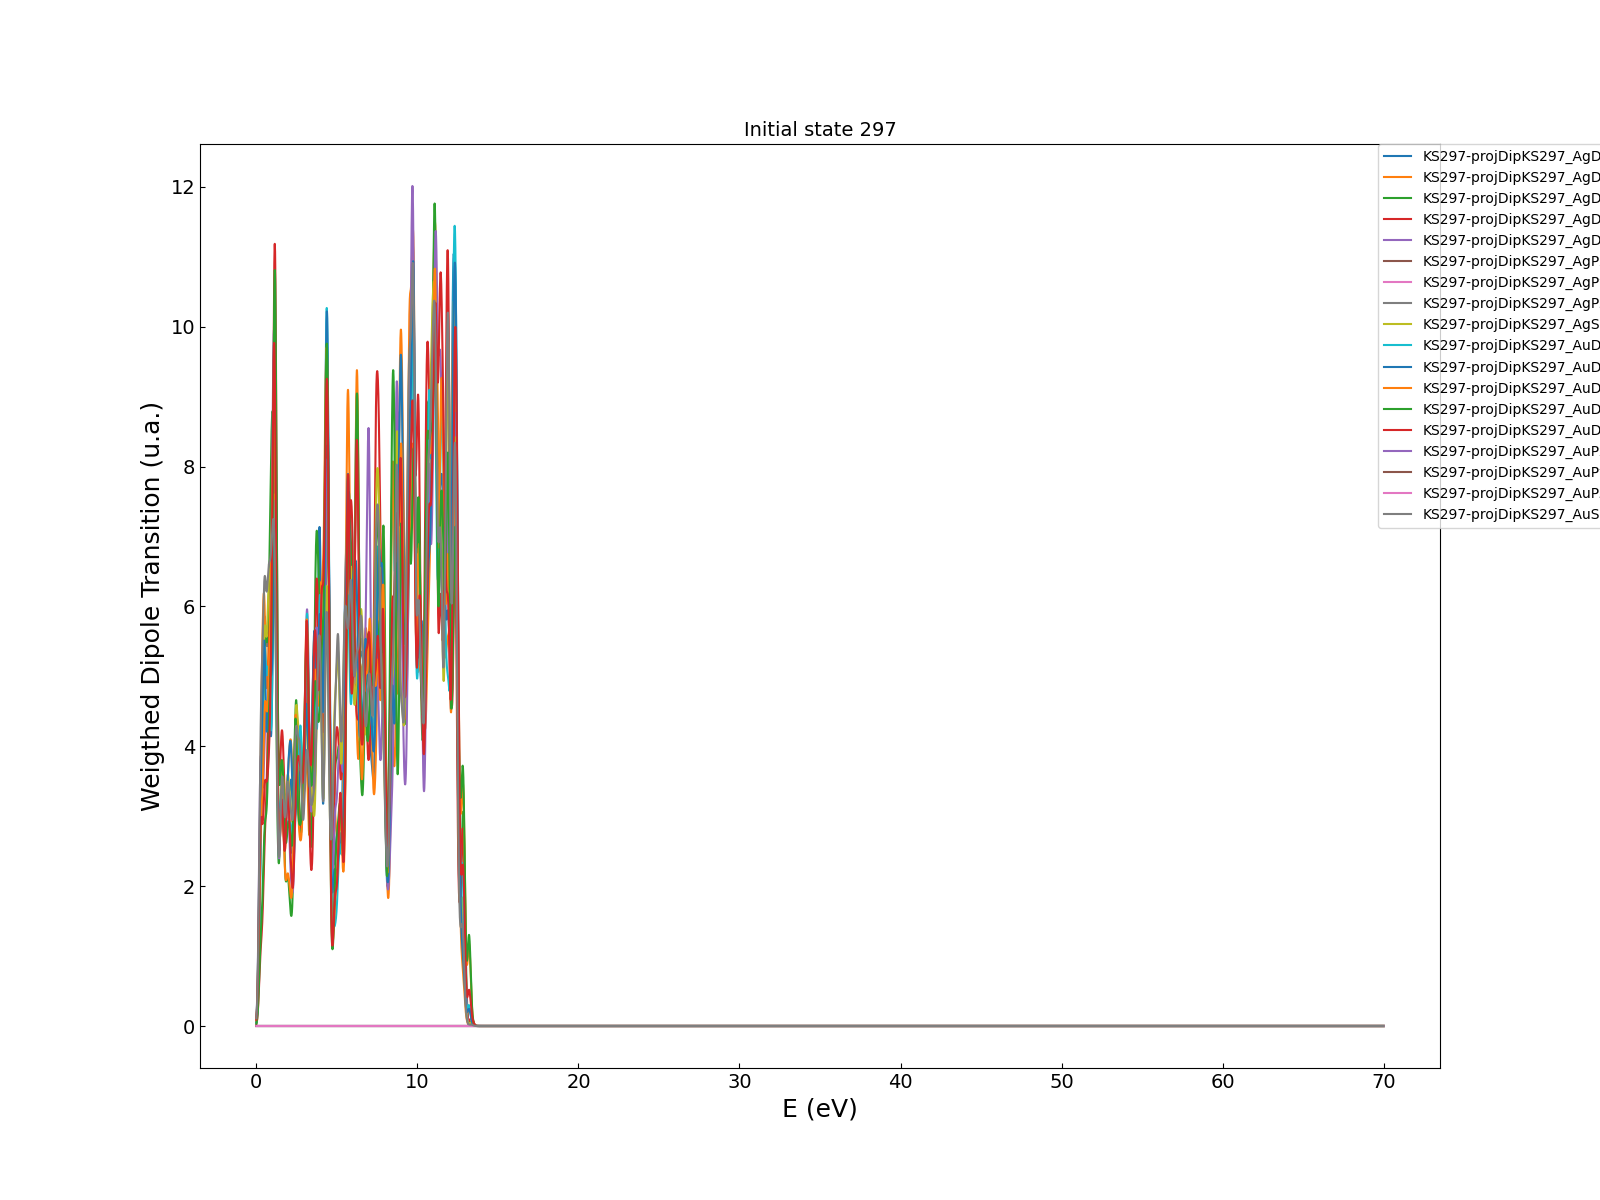 Initial state 297
Weigthed Dipole Transition (u.a.)
12
10
8
6
4
2
0
0 10 20 30 40 50 60 70
E (eV)
KS297-projDipKS297_AgD
KS297-projDipKS297_AgD
KS297-projDipKS297_AgD
KS297-projDipKS297_AgD
KS297-projDipKS297_AgD
KS297-projDipKS297_AgP
KS297-projDipKS297_AgP
KS297-projDipKS297_AgP
KS297-projDipKS297_AgS
KS297-projDipKS297_AuD
KS297-projDipKS297_AuD
KS297-projDipKS297_AuD
KS297-projDipKS297_AuD
KS297-projDipKS297_AuD
KS297-projDipKS297_AuP
KS297-projDipKS297_AuP
KS297-projDipKS297_AuP
KS297-projDipKS297_AuS